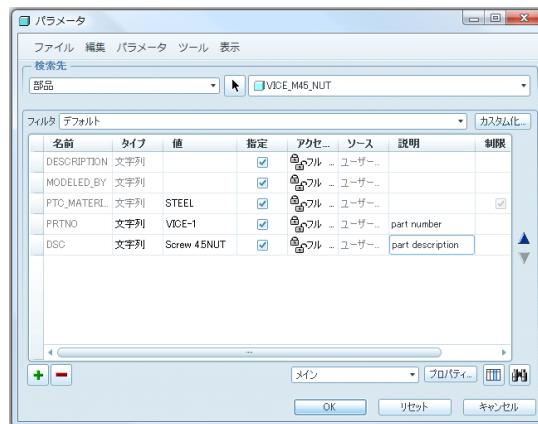 パラメータ
ファイル 編集 パラメータ ツール 表示
検索先
部品 VICE_M45_NUT
フィルタ デフォルト カスタム化...
名前 タイプ 値 指定 アクセ... ソース 説明 制限
DESCRIPTION 文字列 フル ... ユーザー...
MODELED_BY 文字列 フル ... ユーザー...
PTC_MATERI... 文字列 STEEL フル ... ユーザー...
PRTNO 文字列 VICE-1 フル ... ユーザー... part number
DSC 文字列 Screw 45NUT フル ... ユーザー... part description
メイン プロパティ...
OK リセット キャンセル